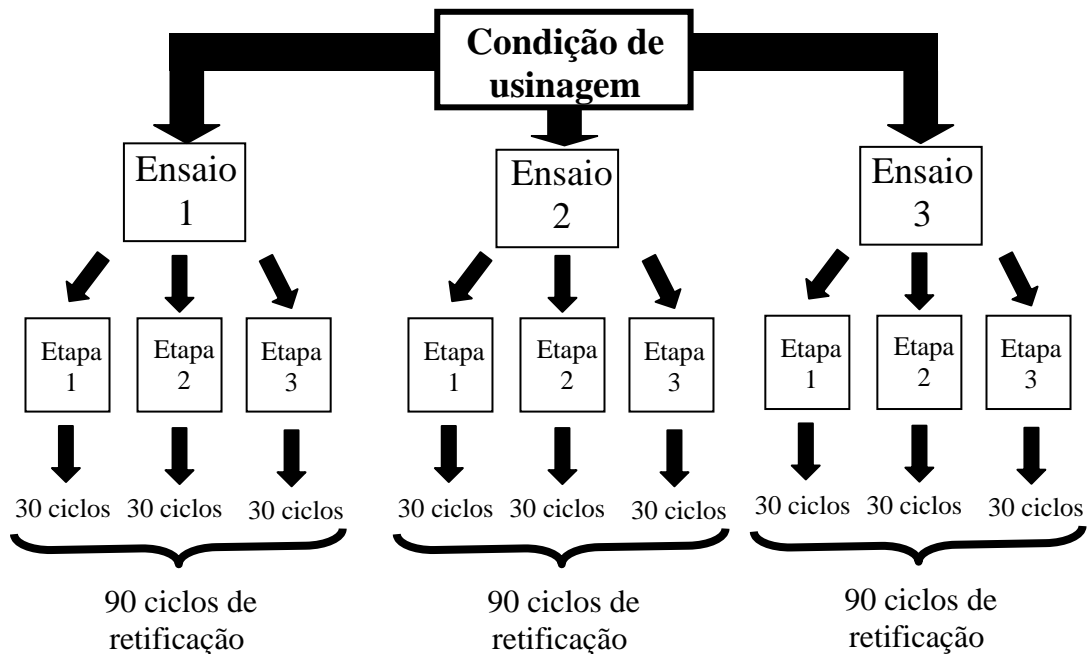 Condição de
usinagem
Ensaio
1
Ensaio
2
Ensaio
3
Etapa
1
Etapa
2
Etapa
3
Etapa
1
Etapa
2
Etapa
3
Etapa
1
Etapa
2
Etapa
3
30 ciclos
30 ciclos
30 ciclos
30 ciclos
30 ciclos
30 ciclos
30 ciclos
30 ciclos
30 ciclos
90 ciclos de
retificação
90 ciclos de
retificação
90 ciclos de
retificação